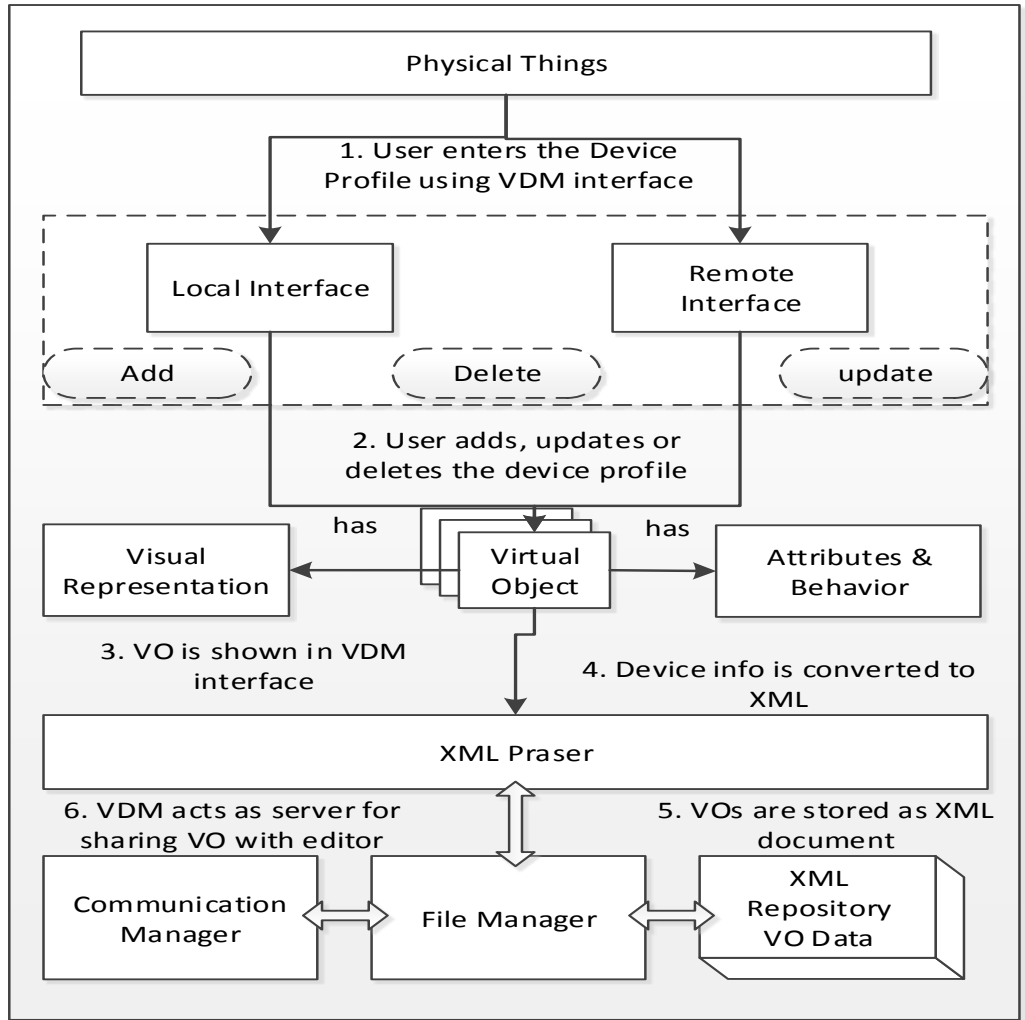 Physical Things
1. User enters the Device
Profile using VDM interface
Local Interface
Remote
Interface
Add
Delete
update
2. User adds, updates or
deletes the device profile
has
has
Visual
Representation
Virtual
Object
Attributes &
Behavior
3. VO is shown in VDM
interface
4. Device info is converted to
XML
XML Praser
6. VDM acts as server for
sharing VO with editor
5. VOs are stored as XML
document
Communication
Manager
File Manager
XML
Repository
VO Data